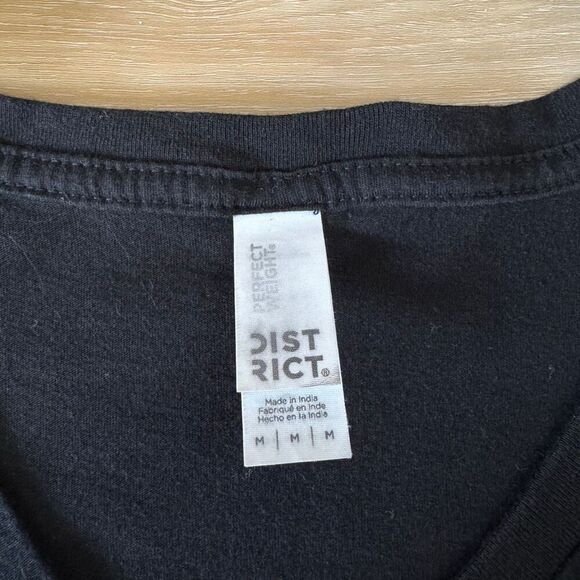 PERFECT
WEIGHT®
DIST
RICT®
Made in India
Fabriqué en Inde
Hecho en la India
M | M | M